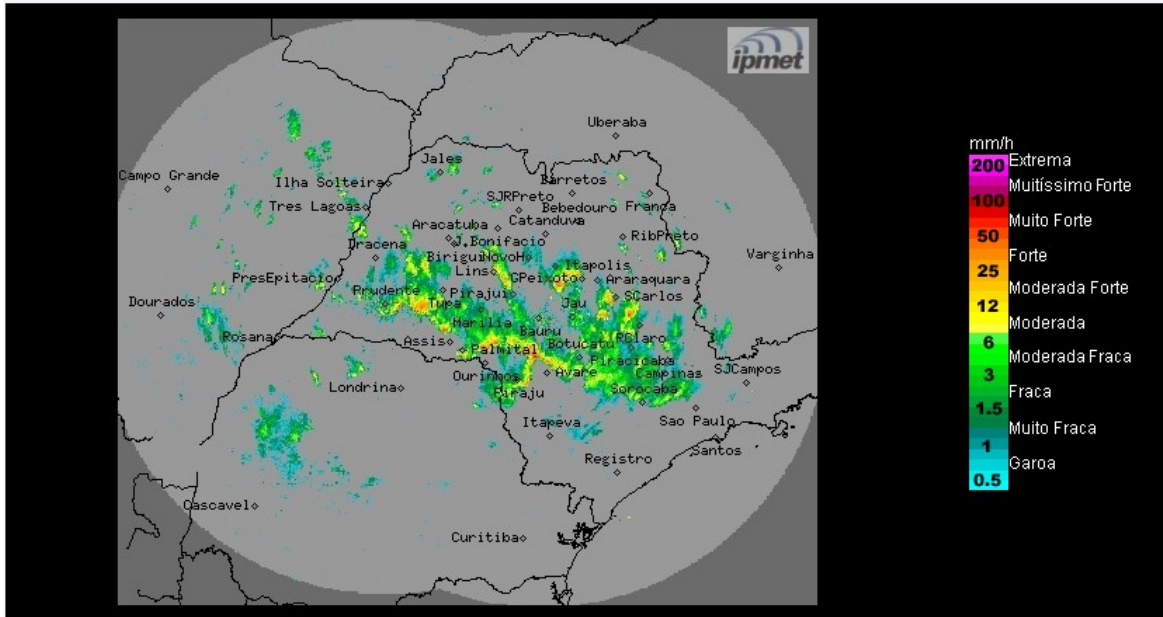 ipmet
Uberaba
Jales
Campo Grande
Ilha Solteira
Barretos
SJRPreto
Tres Lagoas
Bebedouro
Franca
Catanduva
Aracatuba
RibPreto
Dracena
J.Bonifacio
Varginha
Birigui
NovoH
Itapolis
Lins
GPeixoto
PresEpitacio
Araraquara
Prudente
Pirajui
SCarlos
Dourados
Tupa
Jau
Marilia
Bauru
Rosana
Assis
Botucatu
RClaro
Palmital
Piracicaba
Ourinhos
Avare
Campinas
SJCampos
Londrina
Piraju
Sorocaba
Itapeva
Sao Paulo
Santos
Registro
Cascavel
Curitiba
mm/h
200 Extrema
Muitíssimo Forte
100
Muito Forte
50
Forte
25
Moderada Forte
12
Moderada
6
Moderada Fraca
3
Fraca
1.5
Muito Fraca
1
Garoa
0.5